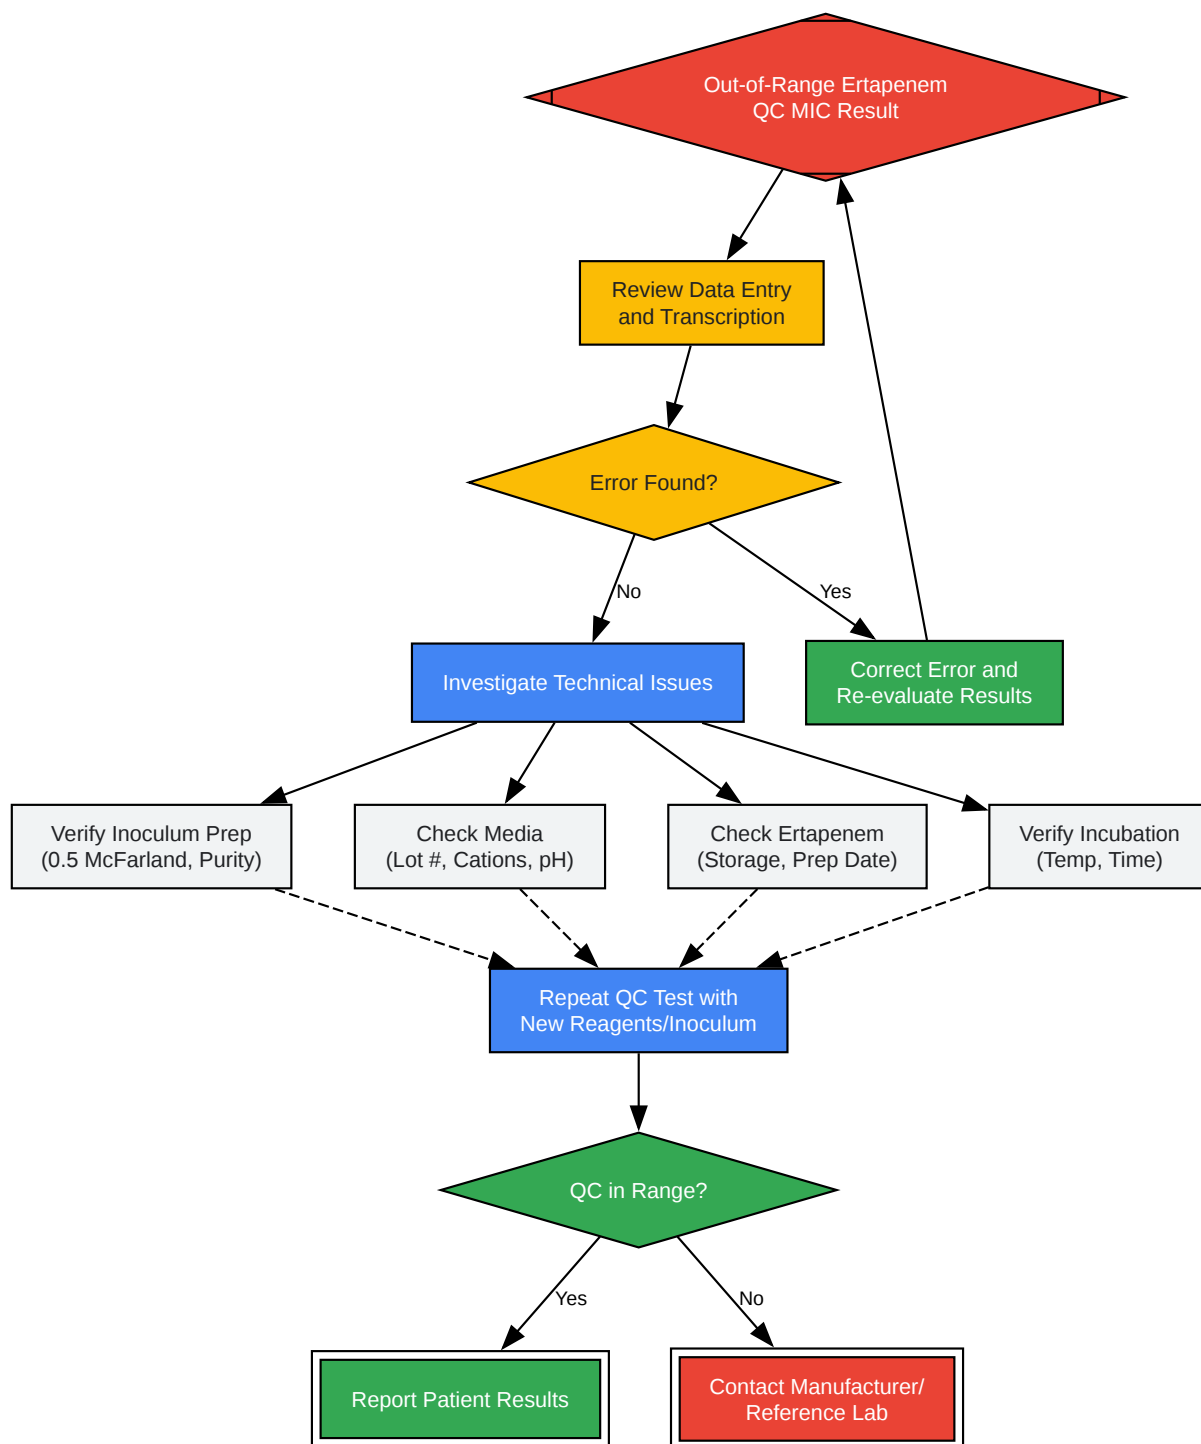 Out-of-Range Ertapenem
QC MIC Result
Review Data Entry
and Transcription
Error Found?
No
Yes
Investigate Technical Issues
Correct Error and
Re-evaluate Results
Verify Inoculum Prep
(0.5 McFarland, Purity)
Check Media
(Lot #, Cations, pH)
Check Ertapenem
(Storage, Prep Date)
Verify Incubation
(Temp, Time)
Repeat QC Test with
New Reagents/Inoculum
QC in Range?
Yes
No
Report Patient Results
Contact Manufacturer/
Reference Lab